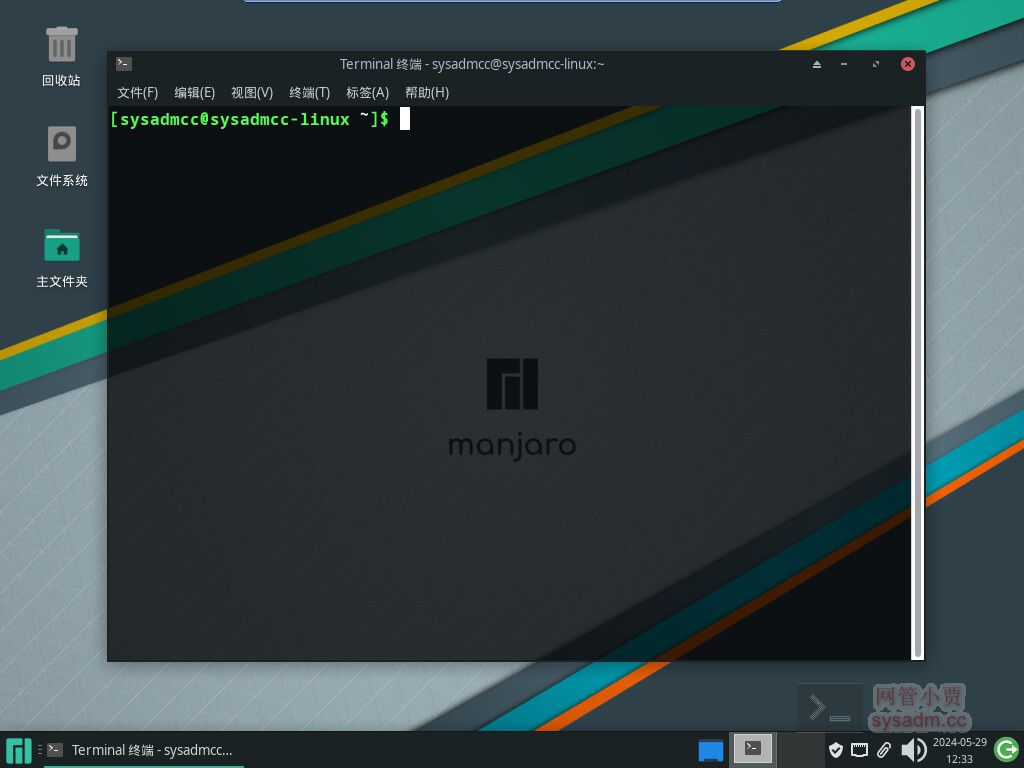 回收站
文件系统
主文件夹
Terminal 终端 - sysadmcc@sysadmcc-linux:~
文件(F) 编辑(E) 视图(V) 终端(T) 标签(A) 帮助(H)
[sysadmcc@sysadmcc-linux ~]$
manjaro
网管小贾
sysadm.cc
Terminal 终端 - sysadmcc...
2024-05-29
12:33